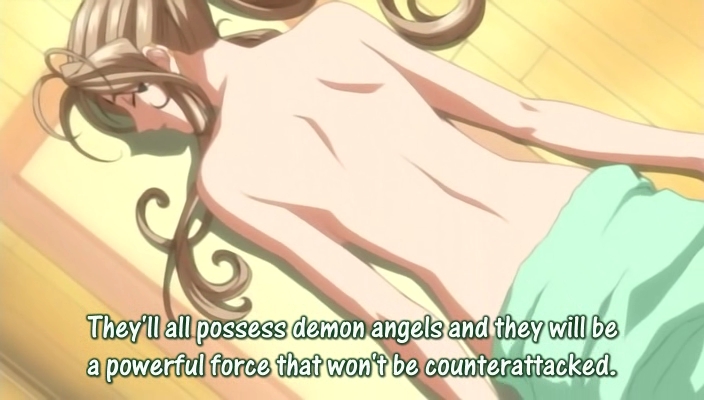 They'll all possess demon angels and they will be
a powerful force that won't be counterattacked.